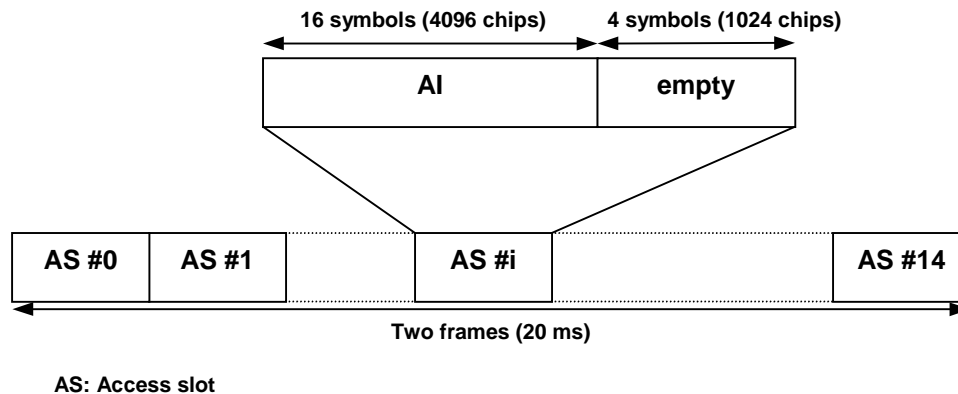 16 symbols (4096 chips) 4 symbols (1024 chips)
AI empty
AS #0 AS #1 AS #i AS #14
Two frames (20 ms)
AS: Access slot